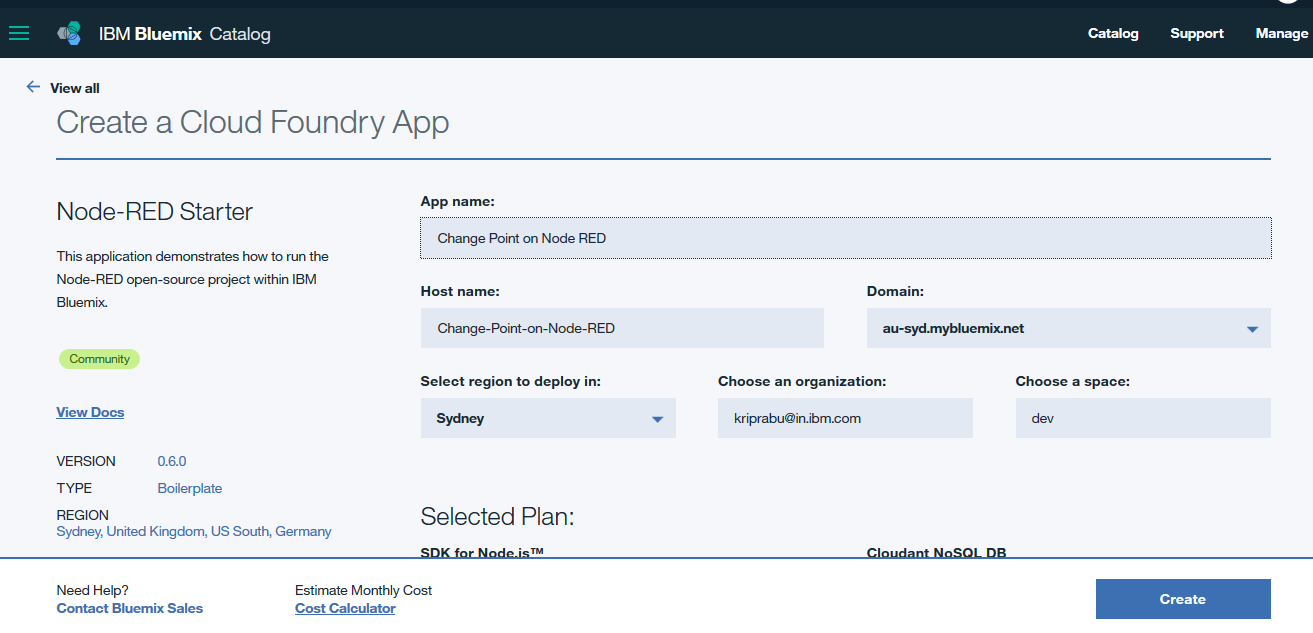 IBM Bluemix Catalog Catalog Support Manage
View all
Create a Cloud Foundry App
Node-RED Starter
This application demonstrates how to run the
Node-RED open-source project within IBM
Bluemix.
Community
View Docs
VERSION 0.6.0
TYPE Boilerplate
REGION
Sydney, United Kingdom, US South, Germany
App name:
Change Point on Node RED
Host name: Domain:
Change-Point-on-Node-RED au-syd.mybluemix.net
Select region to deploy in: Choose an organization: Choose a space:
Sydney kriprabu@in.ibm.com dev
Selected Plan:
SDK for Node.js™ Cloudant NoSQL DB
Need Help? Estimate Monthly Cost
Contact Bluemix Sales Cost Calculator
Create